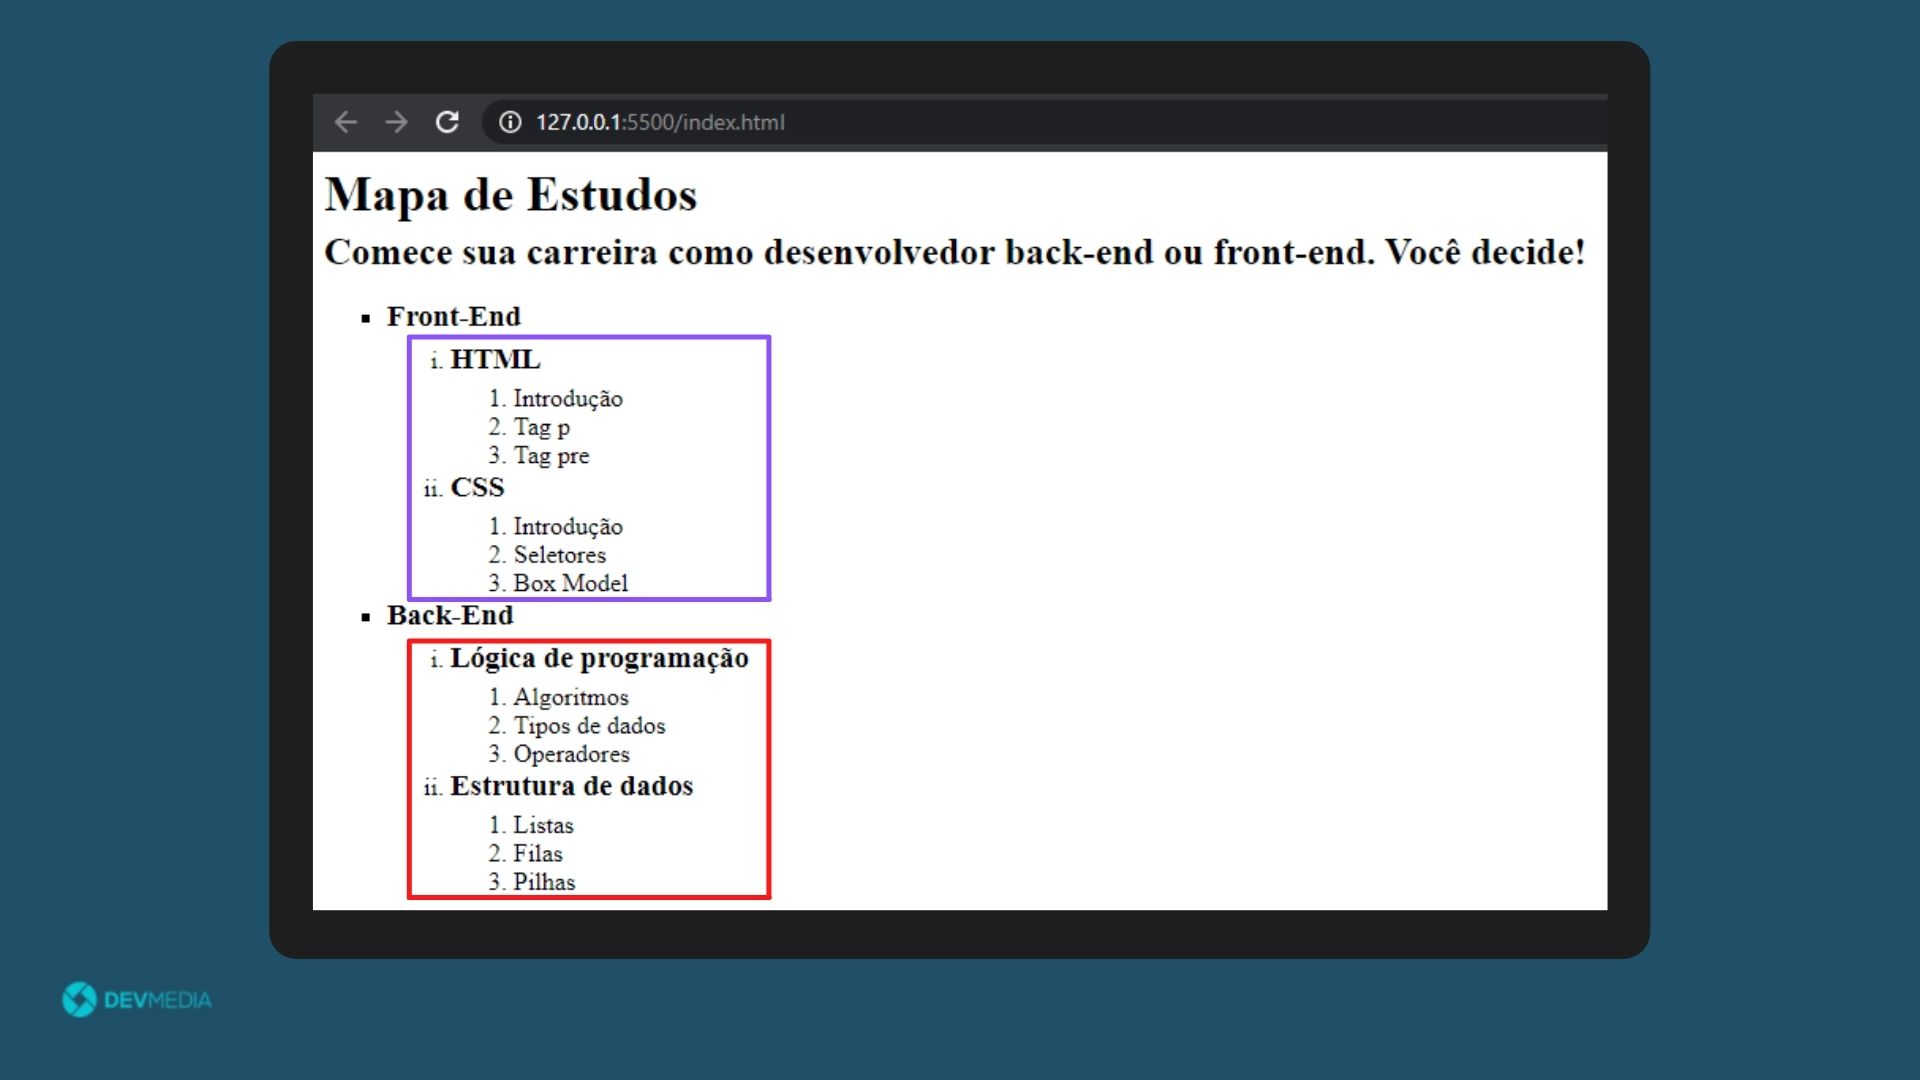 127.0.0.1:5500/index.html
Mapa de Estudos
Comece sua carreira como desenvolvedor back-end ou front-end. Você decide!
▪ Front-End
i. HTML
1. Introdução
2. Tag p
3. Tag pre
ii. CSS
1. Introdução
2. Seletores
3. Box Model
▪ Back-End
i. Lógica de programação
1. Algoritmos
2. Tipos de dados
3. Operadores
ii. Estrutura de dados
1. Listas
2. Filas
3. Pilhas
DEVMEDIA